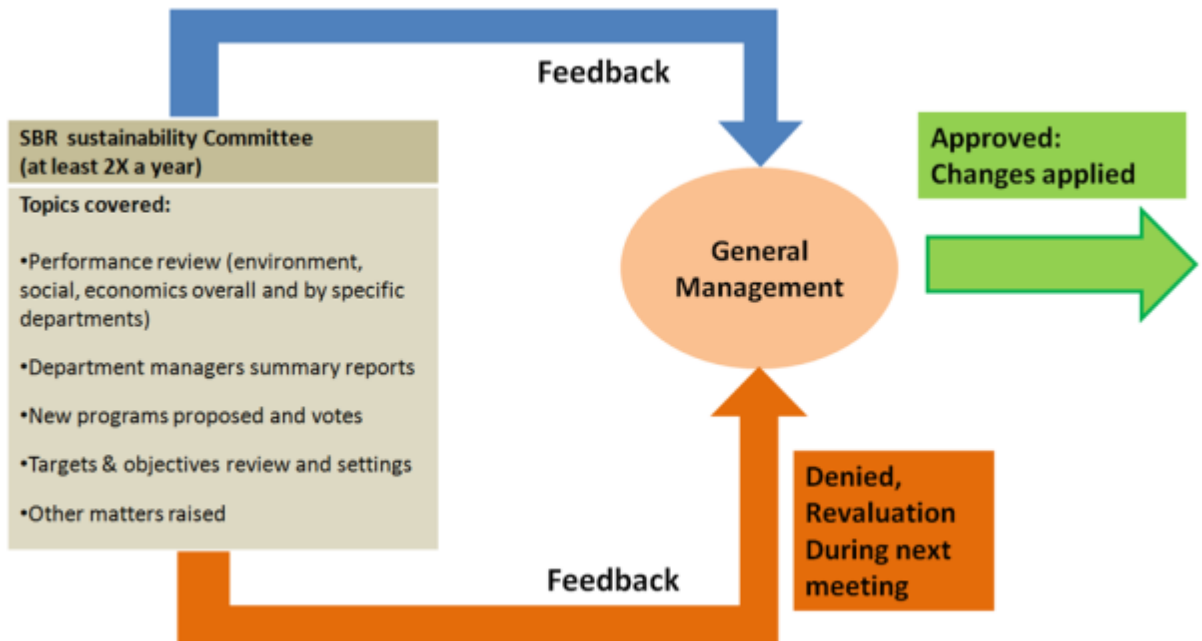 Feedback
SBR sustainability Committee
(at least 2X a year)
Topics covered:
•Performance review (environment,
social, economics overall and by specific
departments)
•Department managers summary reports
•New programs proposed and votes
•Targets & objectives review and settings
•Other matters raised
General
Management
Approved:
Changes applied
Denied,
Revaluation
During next
meeting
Feedback